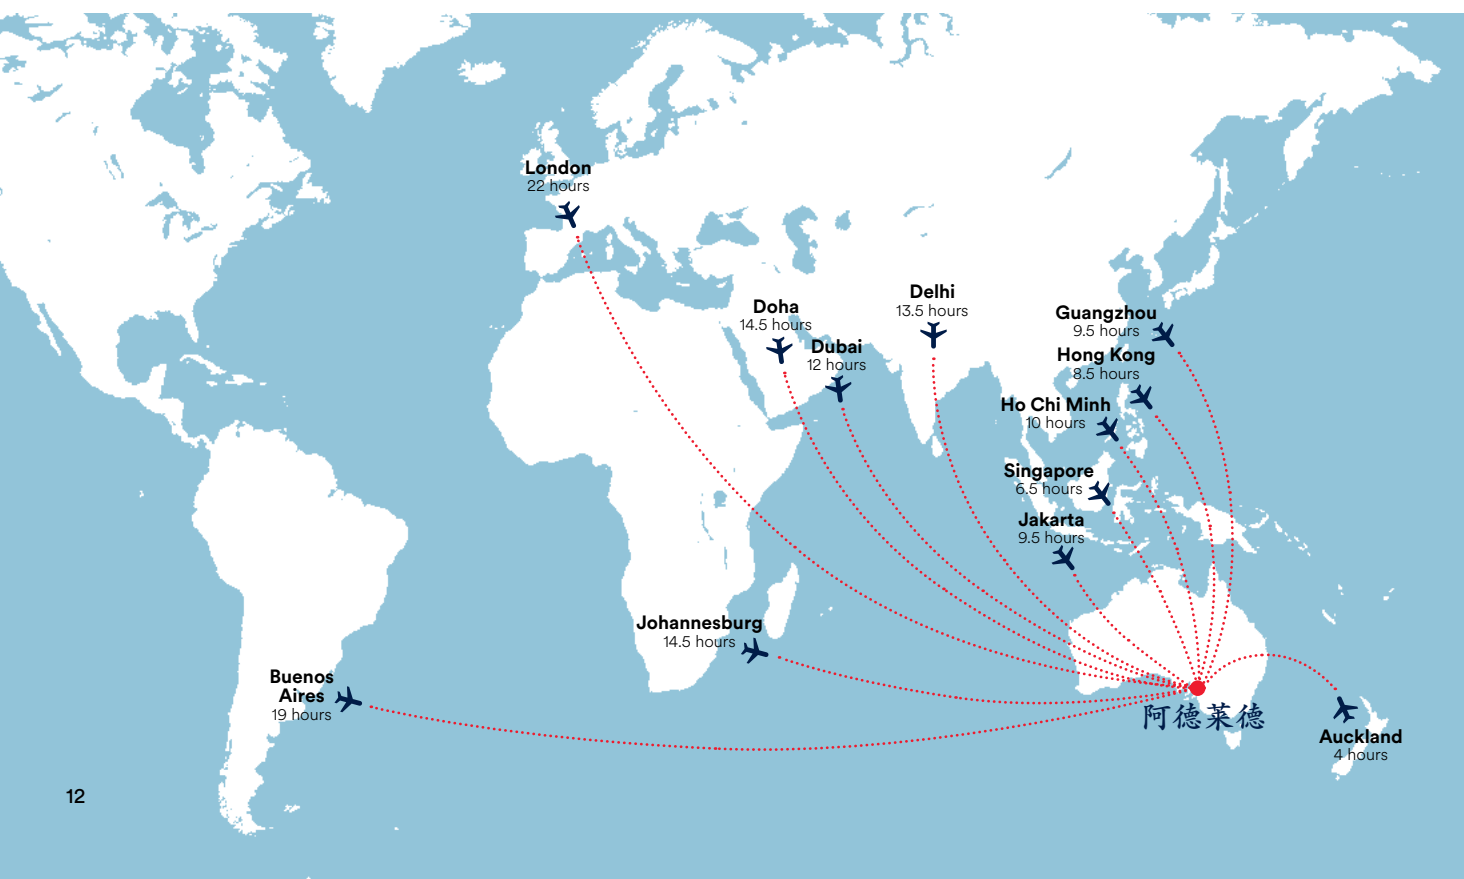 London
22 hours
Doha
14.5 hours
Dubai
12 hours
Delhi
13.5 hours
Guangzhou
9.5 hours
Hong Kong
8.5 hours
Ho Chi Minh
10 hours
Singapore
6.5 hours
Jakarta
9.5 hours
Johannesburg
14.5 hours
Buenos
Aires
19 hours
阿德莱德
Auckland
4 hours
12